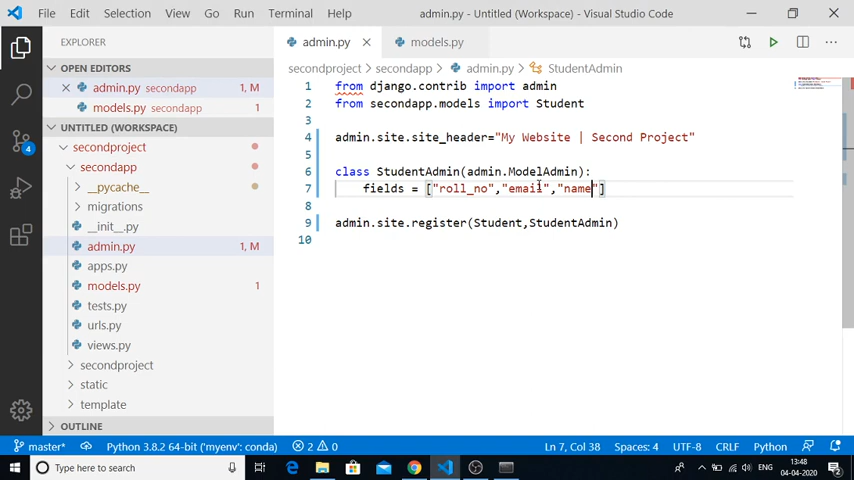 File Edit Selection View Go Run Terminal Help admin.py - Untitled (Workspace) - Visual Studio Code
EXPLORER
admin.py
models.py
OPEN EDITORS
admin.py secondapp 1, M
models.py secondapp 1
UNTITLED (WORKSPACE)
secondproject
secondapp
__pycache__
migrations
__init__.py
admin.py 1, M
apps.py
models.py 1
tests.py
urls.py
views.py
secondproject
static
template
OUTLINE
4
secondproject > secondapp > admin.py > StudentAdmin
1 from django.contrib import admin
2 from secondapp.models import Student
3
4 admin.site.site_header="My Website | Second Project"
5
6 class StudentAdmin(admin.ModelAdmin):
7 fields = ["roll_no","email","name"]
8
9 admin.site.register(Student,StudentAdmin)
10
master* Python 3.8.2 64-bit ('myenv': conda) 2 0 Ln 7, Col 38 Spaces: 4 UTF-8 CRLF Python
Type here to search
ENG
13:48
04-04-2020